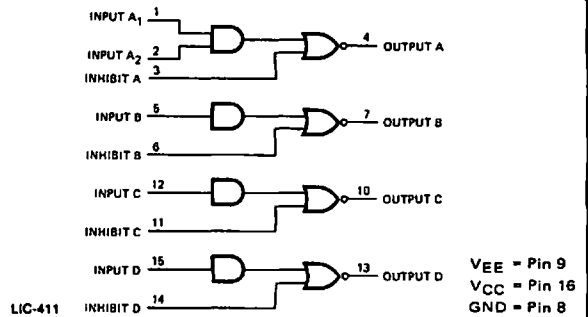 INPUT A1 1
4 OUTPUT A
INPUT A2 2
INHIBIT A 3
INPUT B 5
7 OUTPUT B
INHIBIT B 6
INPUT C 12
10 OUTPUT C
INHIBIT C 11
INPUT D 15
13 OUTPUT D
INHIBIT D 14
VEE = Pin 9
VCC = Pin 16
GND = Pin 8
LIC-411